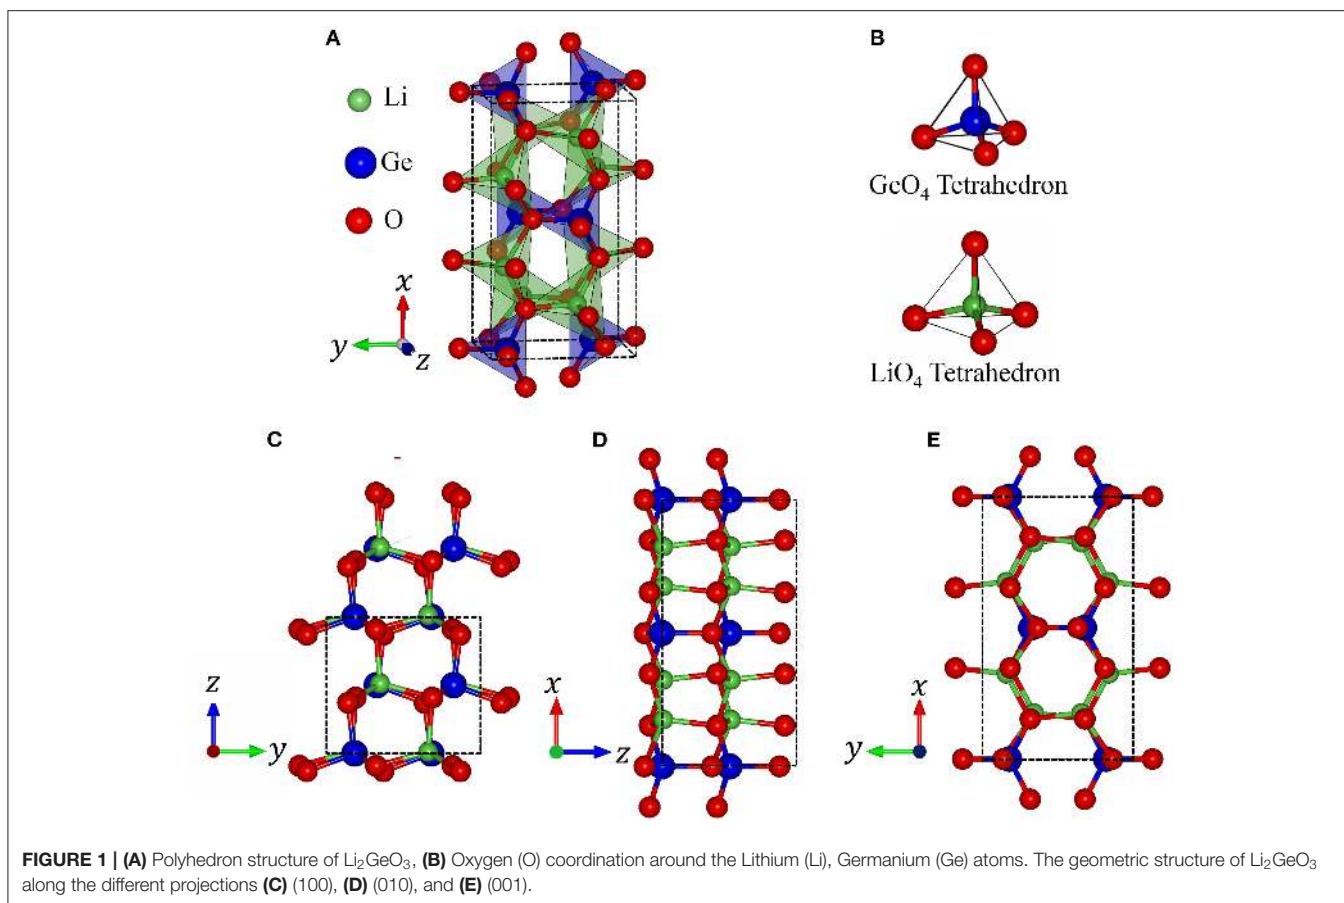 A
B
Li
Ge
O
x
y
z
GeO4 Tetrahedron
LiO4 Tetrahedron
C
D
E
z
y
x
z
x
y
FIGURE 1 | (A) Polyhedron structure of Li2GeO3, (B) Oxygen (O) coordination around the Lithium (Li), Germanium (Ge) atoms. The geometric structure of Li2GeO3
along the different projections (C) (100), (D) (010), and (E) (001).